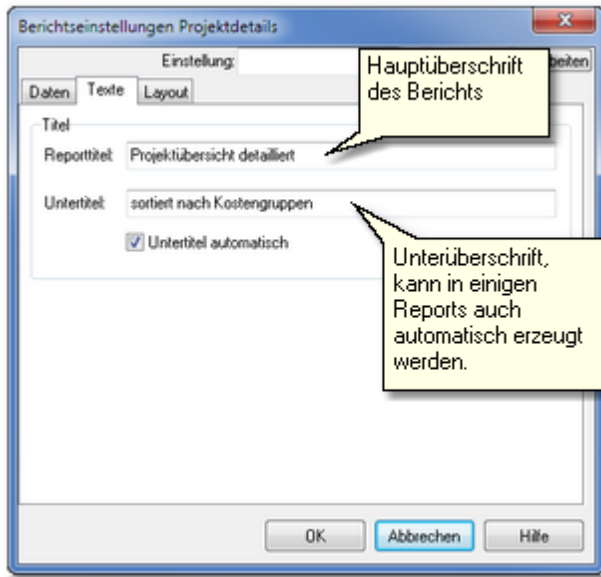 Berichtseinstellungen Projektdetails
Einstellung:
beiten
Hauptüberschrift
des Berichts
Daten Texte Layout
Titel
Reporttitel: Projektübersicht detailliert
Untertitel: sortiert nach Kostengruppen
Untertitel automatisch
Unterüberschrift,
kann in einigen
Reports auch
automatisch erzeugt
werden.
OK Abbrechen Hilfe